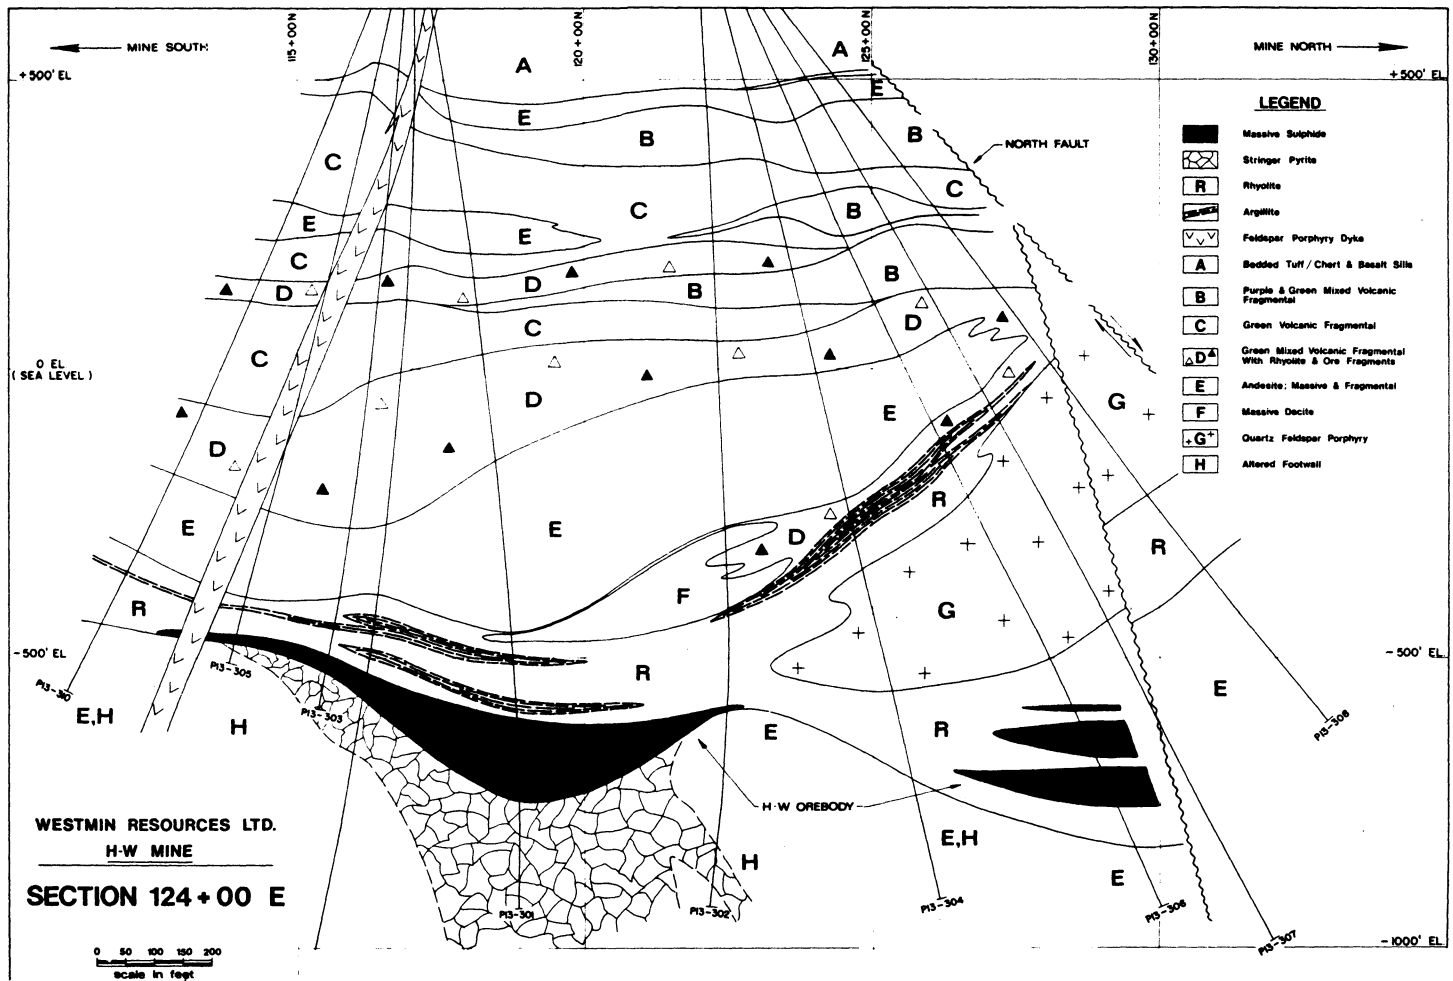 MINE SOUTH
115+00N
120+00N
125+00N
130+00N
MINE NORTH
+500' EL
+500' EL
A
A
E
E
B
B
C
C
C
B
E
E
C
D
D
B
B
C
D
C
D
E
G
D
E
E
R
R
D
F
G
R
R
E
E,H
H
R
E
E,H
H
E
NORTH FAULT
LEGEND
Massive Sulphide
Stringer Pyrite
R Rhyolite
Argillite
Feldspar Porphyry Dyke
A Bedded Tuff / Chert & Basalt Sills
B Purple & Green Mixed Volcanic
Fragmental
C Green Volcanic Fragmental
D Green Mixed Volcanic Fragmental
With Rhyolite & Ore Fragments
E Andesite; Massive & Fragmental
F Massive Dacite
+G+ Quartz Feldspar Porphyry
H Altered Footwall
0 EL
( SEA LEVEL )
-500' EL
-500' EL
-1000' EL
P13-310
P13-305
P13-303
P13-301
P13-302
P13-304
P13-306
P13-307
P13-308
H-W OREBODY
WESTMIN RESOURCES LTD.
H-W MINE
SECTION 124+00 E
0 50 100 150 200
scale in feet